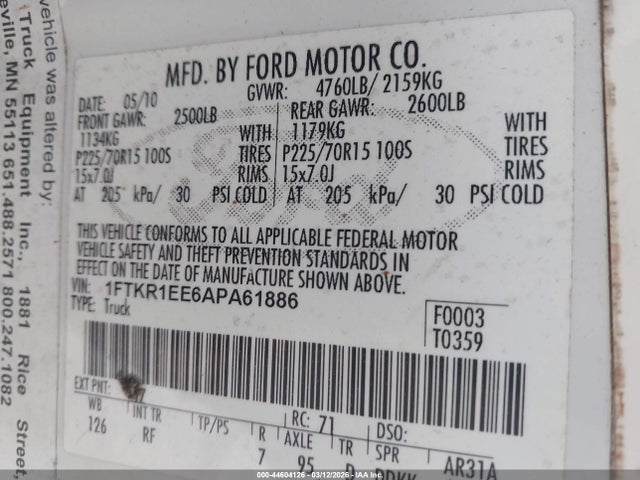 vehicle was altered by:
Truck Equipment Inc., 1881 Rice Street,
eville, MN 55113 651.488.2571 800.247.1082
MFD. BY FORD MOTOR CO.
DATE: 05/10 GVWR: 4760LB/ 2159KG
FRONT GAWR: 2500LB REAR GAWR: 2600LB
1134KG WITH 1179KG WITH
P225/70R15 100S TIRES P225/70R15 100S TIRES
15x7.0J RIMS 15x7.0J RIMS
AT 205 kPa/ 30 PSI COLD AT 205 kPa/ 30 PSI COLD
THIS VEHICLE CONFORMS TO ALL APPLICABLE FEDERAL MOTOR
VEHICLE SAFETY AND THEFT PREVENTION STANDARDS IN
EFFECT ON THE DATE OF MANUFACTURE SHOWN ABOVE.
VIN: 1FTKR1EE6APA61886
TYPE: Truck
F0003
T0359
EXT PNT: RC: 71 DSO:
WB INT TR TP/PS R AXLE TR SPR
126 RF 7 95 D AR31A
000-44604126 - 03/12/2026 - IAAI.COM